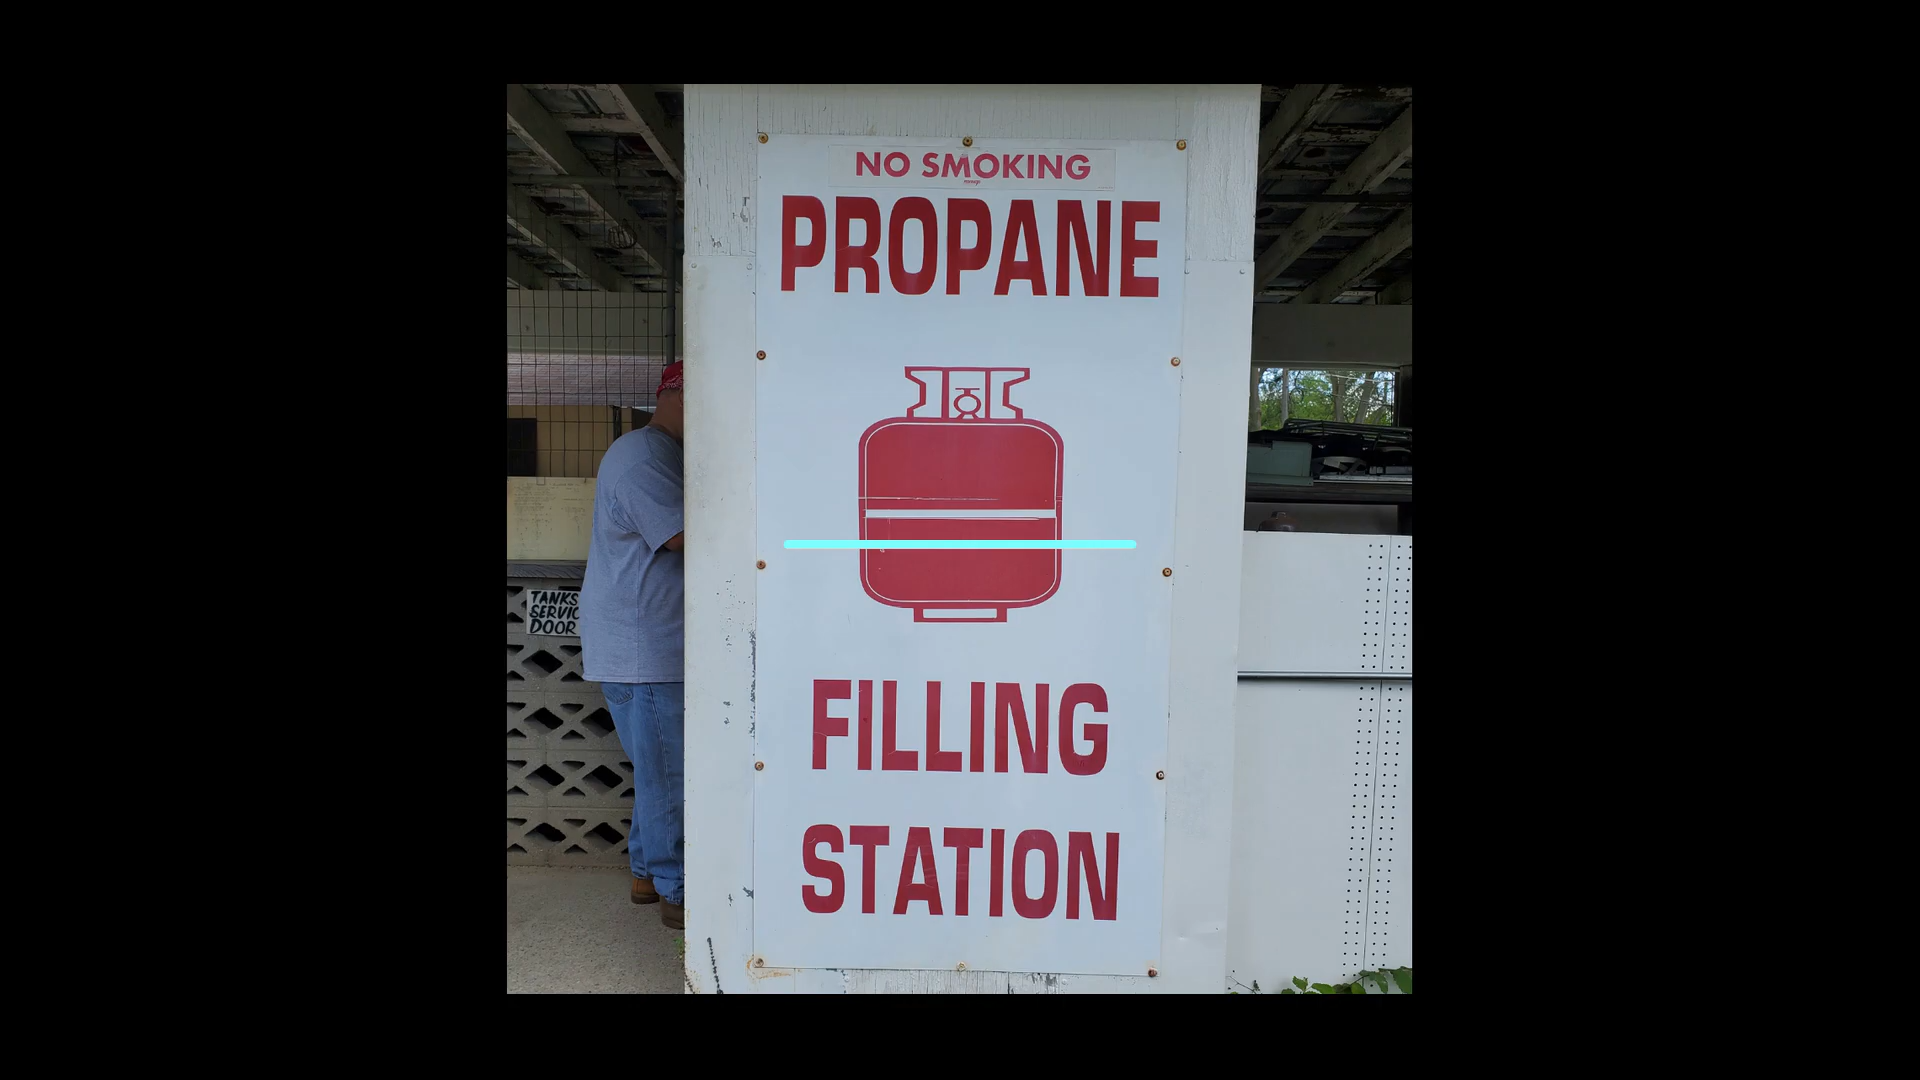 NO SMOKING
PROPANE
FILLING
STATION
TANKS
SERVIC
DOOR